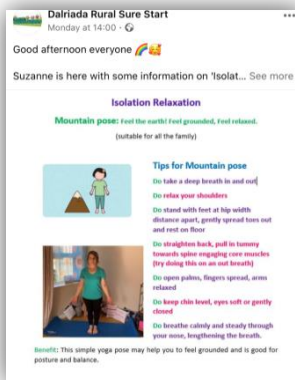 Dalriada Rural Sure Start
Monday at 14:00 ·
Good afternoon everyone
Suzanne is here with some information on 'Isolat... See more
Isolation Relaxation
Mountain pose: Feel the earth! Feel grounded, Feel relaxed.
(suitable for all the family)
Tips for Mountain pose
Do take a deep breath in and out
Do relax your shoulders
Do stand with feet at hip width
distance apart, gently spread toes out
and rest on floor
Do straighten back, pull in tummy
towards spine engaging core muscles
(try doing this on an out breath)
Do open palms, fingers spread, arms
relaxed
Do keep chin level, eyes soft or gently
closed
Do breathe calmly and steady through
your nose, lengthening the breath.
Benefit: This simple yoga pose may help you to feel grounded and is good for
posture and balance.